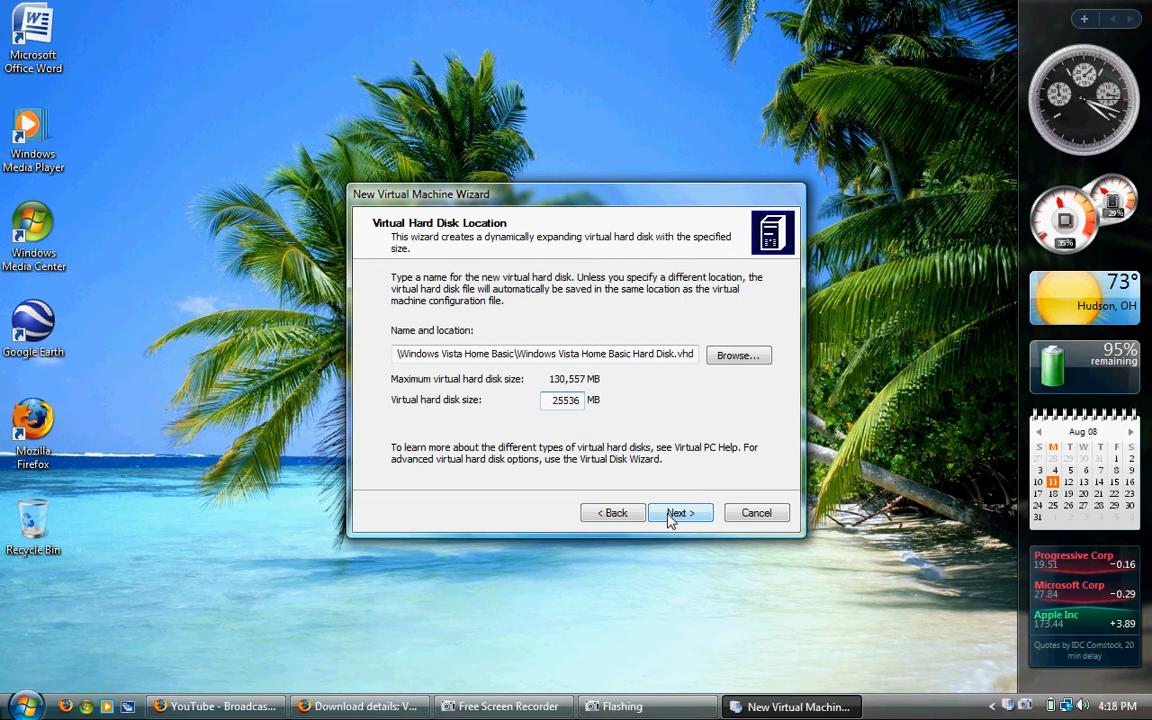 Microsoft
Office Word
Windows
Media Player
Windows
Media Center
Google Earth
Mozilla
Firefox
Recycle Bin
New Virtual Machine Wizard
Virtual Hard Disk Location
This wizard creates a dynamically expanding virtual hard disk with the specified
size.
Type a name for the new virtual hard disk. Unless you specify a different location, the
virtual hard disk file will automatically be saved in the same location as the virtual
machine configuration file.
Name and location:
\Windows Vista Home Basic\Windows Vista Home Basic Hard Disk.vhd
Browse...
Maximum virtual hard disk size: 130,557 MB
Virtual hard disk size: 25536 MB
To learn more about the different types of virtual hard disks, see Virtual PC Help. For
advanced virtual hard disk options, use the Virtual Disk Wizard.
< Back
Next >
Cancel
35%
29%
73°
Hudson, OH
95%
remaining
Aug 08
S M T W T F S
27 28 29 30 31 1 2
3 4 5 6 7 8 9
10 11 12 13 14 15 16
17 18 19 20 21 22 23
24 25 26 27 28 29 30
31 1 2 3 4 5 6
Progressive Corp
19.51 -0.16
Microsoft Corp
27.84 -0.29
Apple Inc
173.44 +3.89
Quotes by IDC Comstock, 20
min delay
YouTube - Broadcas...
Download details: V...
Free Screen Recorder
Flashing
New Virtual Machin...
4:18 PM